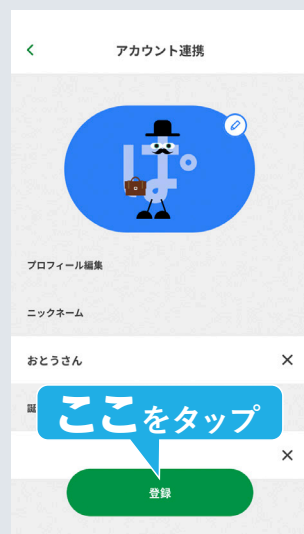 アカウント連携
ぱ
プロフィール編集
ニックネーム
おとうさん
誕
ここをタップ
登録